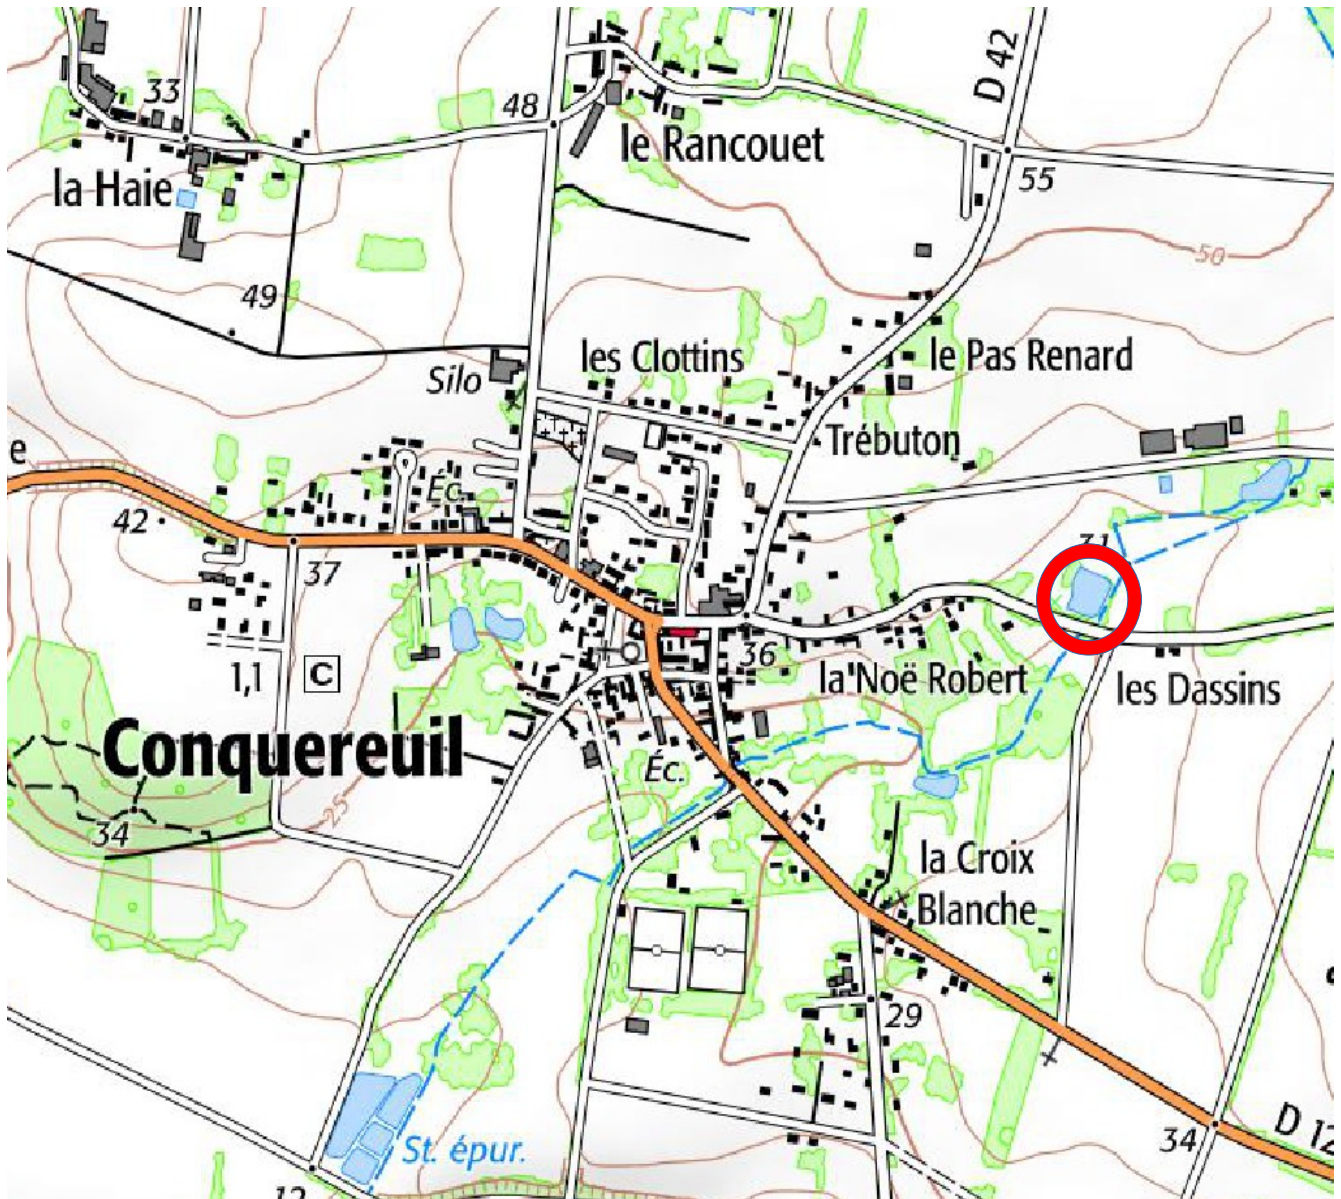 D 42
33
48
le Rancouet
la Haie
55
50
49
les Clottins
le Pas Renard
Silo
Trébuton
e
Éc.
42
31
37
36
1,1
C
la Noë Robert
les Dassins
Conquereuil
Éc.
25
34
la Croix
Blanche
29
St. épur.
34
D 12
12